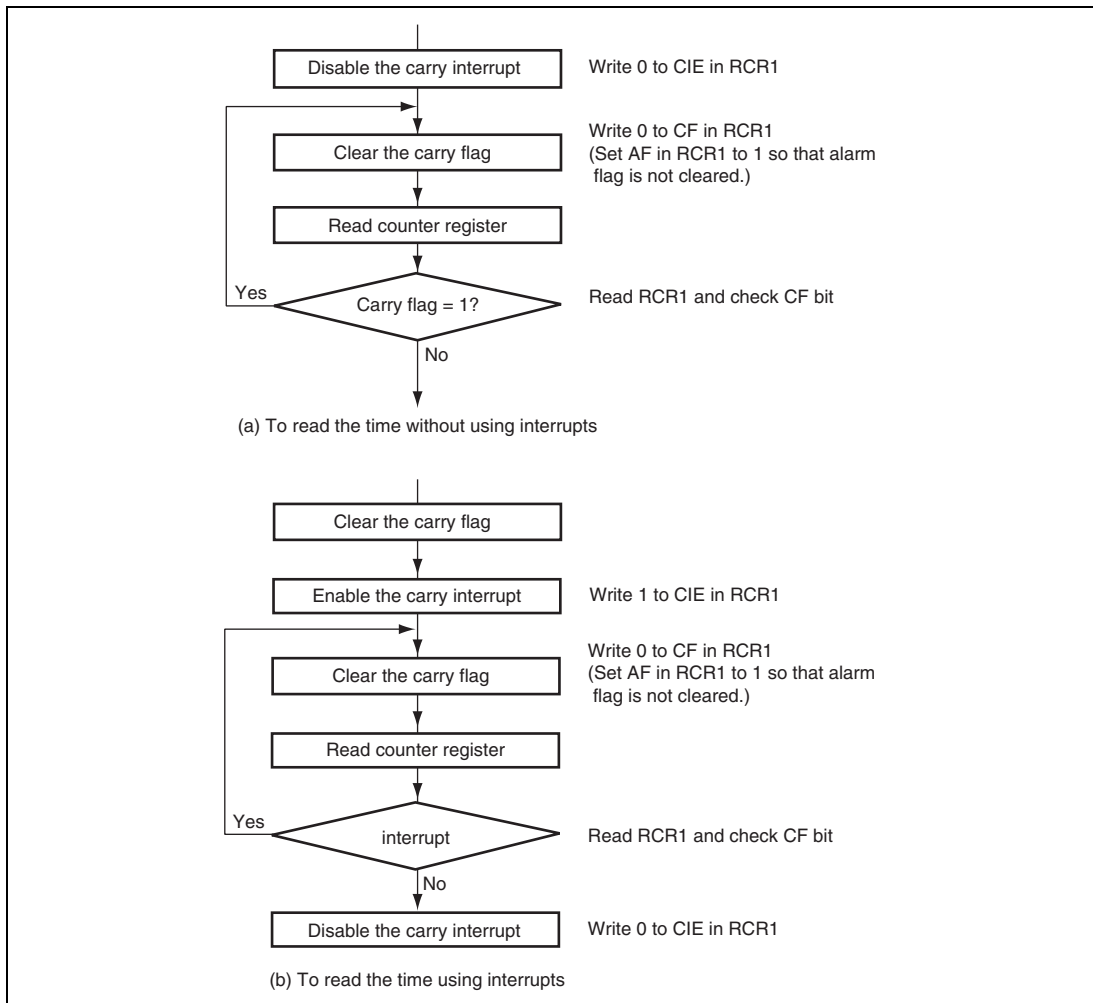 Disable the carry interrupt
Write 0 to CIE in RCR1
Clear the carry flag
Write 0 to CF in RCR1
(Set AF in RCR1 to 1 so that alarm
flag is not cleared.)
Read counter register
Yes
Carry flag = 1?
Read RCR1 and check CF bit
No
(a) To read the time without using interrupts
Clear the carry flag
Enable the carry interrupt
Write 1 to CIE in RCR1
Clear the carry flag
Write 0 to CF in RCR1
(Set AF in RCR1 to 1 so that alarm
flag is not cleared.)
Read counter register
Yes
interrupt
Read RCR1 and check CF bit
No
Disable the carry interrupt
Write 0 to CIE in RCR1
(b) To read the time using interrupts